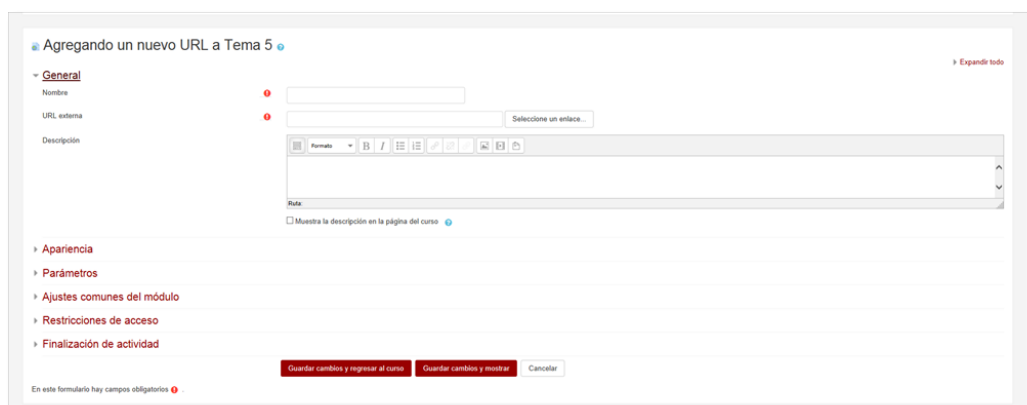 Agregando un nuevo URL a Tema 5
Expandir todo
General
Nombre
URL externa
Seleccione un enlace...
Descripción
Formato B I
Ruta:
Muestra la descripción en la página del curso
Apariencia
Parámetros
Ajustes comunes del módulo
Restricciones de acceso
Finalización de actividad
Guardar cambios y regresar al curso Guardar cambios y mostrar Cancelar
En este formulario hay campos obligatorios